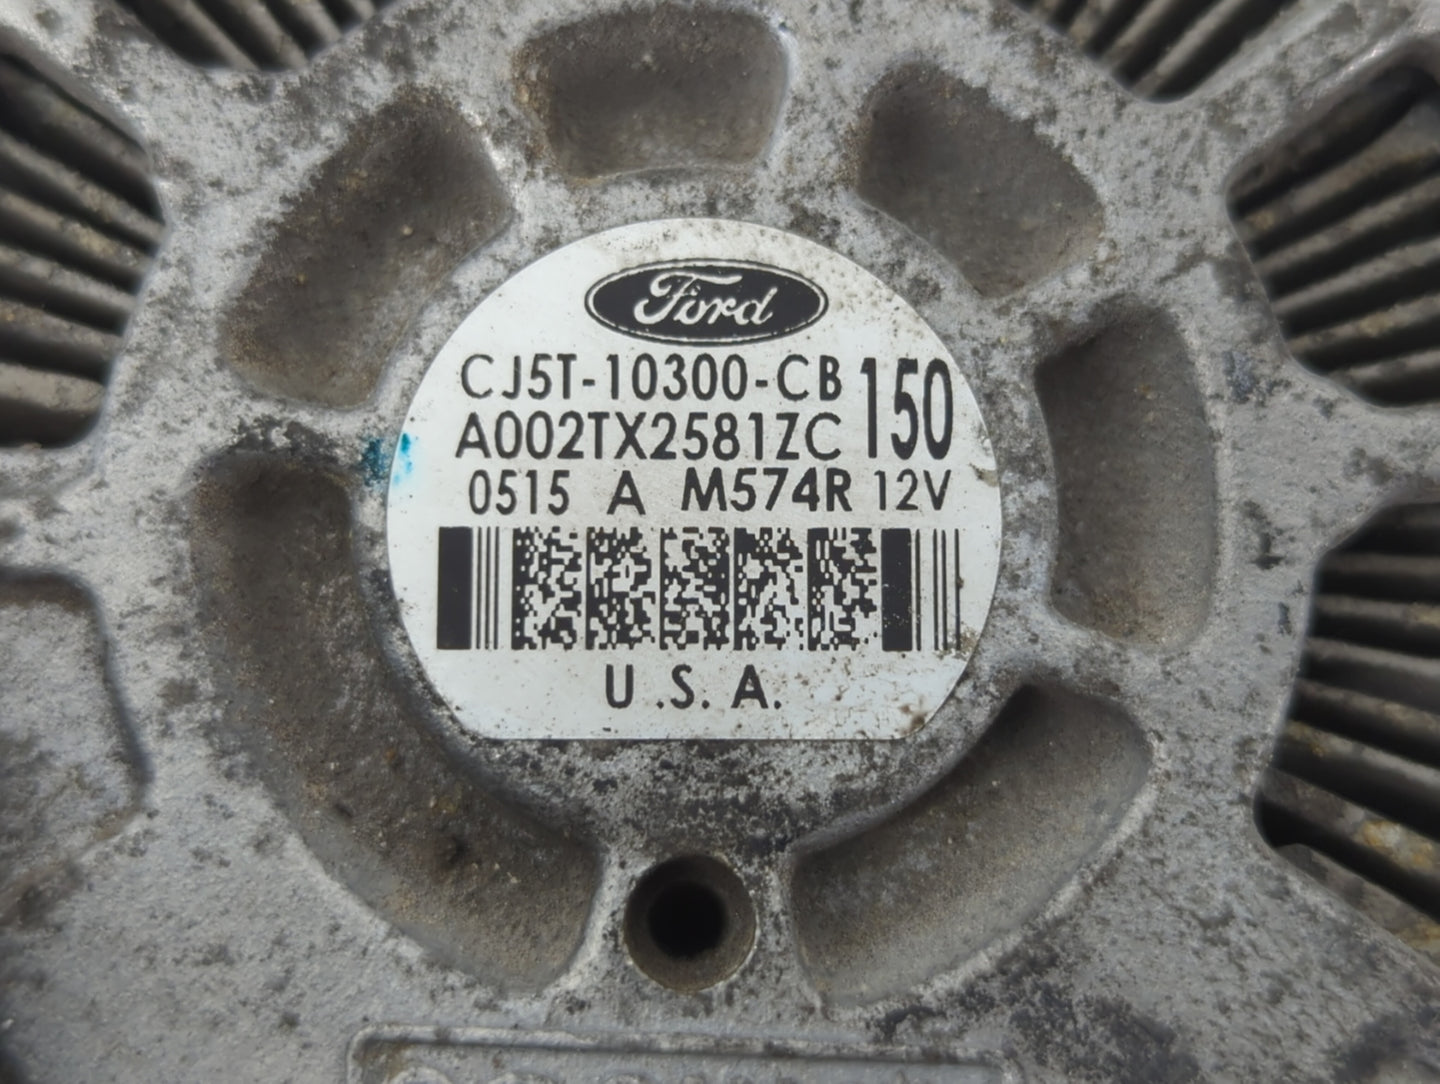 Ford
CJ5T-10300-CB 150
A002TX2581ZC
0515 A M574R 12V
U.S.A.